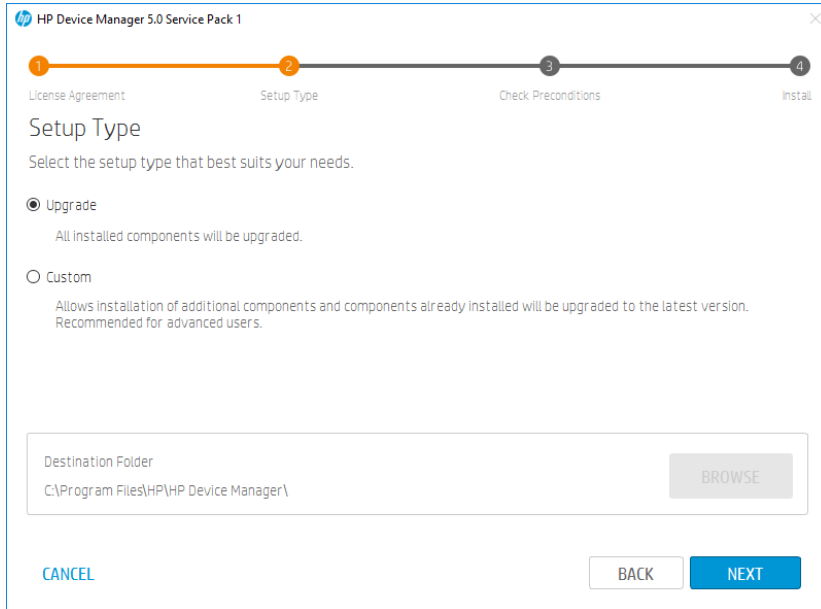 hp HP Device Manager 5.0 Service Pack 1
1 2 3 4
License Agreement Setup Type Check Preconditions Install
Setup Type
Select the setup type that best suits your needs.
Upgrade
All installed components will be upgraded.
Custom
Allows installation of additional components and components already installed will be upgraded to the latest version.
Recommended for advanced users.
Destination Folder
BROWSE
C:\Program Files\HP\HP Device Manager\
CANCEL BACK NEXT